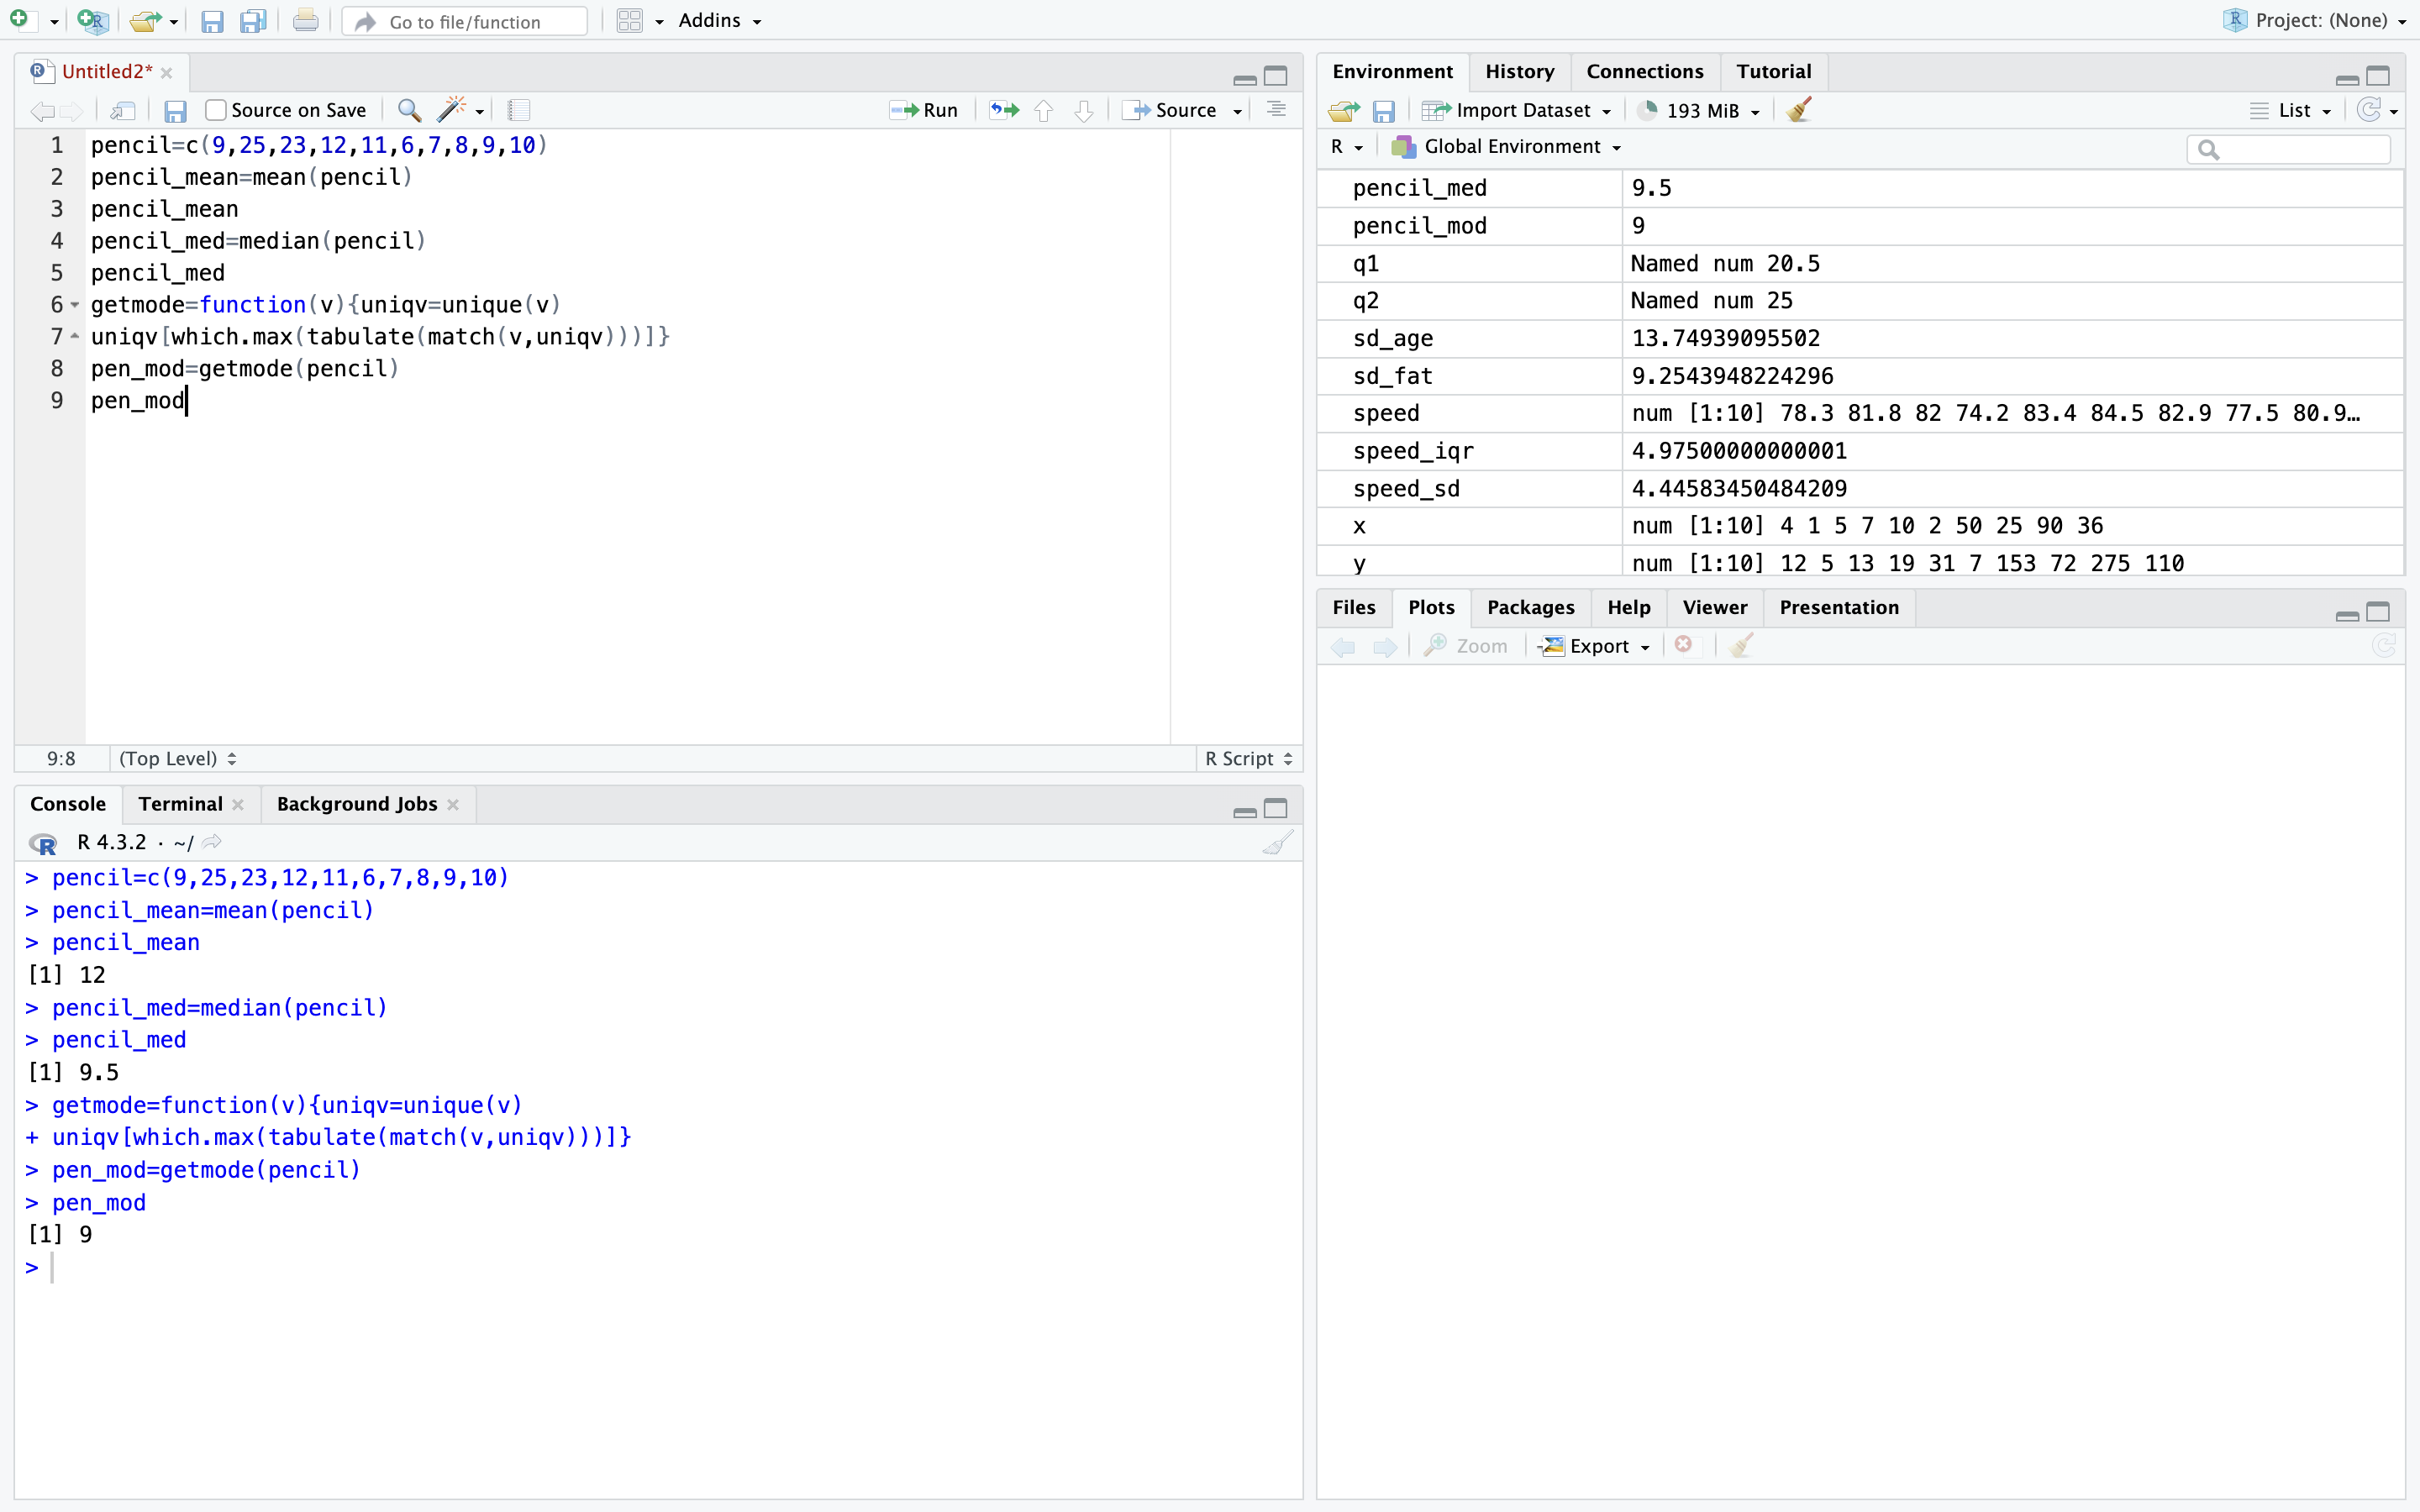 Go to file/function Addins Project: (None)
Untitled2*
Source on Save Run Source
1 pencil=c(9,25,23,12,11,6,7,8,9,10)
2 pencil_mean=mean(pencil)
3 pencil_mean
4 pencil_med=median(pencil)
5 pencil_med
6 getmode=function(v){uniqv=unique(v)
7 uniqv[which.max(tabulate(match(v,uniqv)))]}
8 pen_mod=getmode(pencil)
9 pen_mod
9:8 (Top Level) R Script
Console Terminal Background Jobs
R 4.3.2 · ~/
> pencil=c(9,25,23,12,11,6,7,8,9,10)
> pencil_mean=mean(pencil)
> pencil_mean
[1] 12
> pencil_med=median(pencil)
> pencil_med
[1] 9.5
> getmode=function(v){uniqv=unique(v)
+ uniqv[which.max(tabulate(match(v,uniqv)))]}
> pen_mod=getmode(pencil)
> pen_mod
[1] 9
>
Environment History Connections Tutorial
Import Dataset 193 MiB List
R Global Environment
pencil_med 9.5
pencil_mod 9
q1 Named num 20.5
q2 Named num 25
sd_age 13.74939095502
sd_fat 9.2543948224296
speed num [1:10] 78.3 81.8 82 74.2 83.4 84.5 82.9 77.5 80.9…
speed_iqr 4.97500000000001
speed_sd 4.44583450484209
x num [1:10] 4 1 5 7 10 2 50 25 90 36
y num [1:10] 12 5 13 19 31 7 153 72 275 110
Files Plots Packages Help Viewer Presentation
Zoom Export